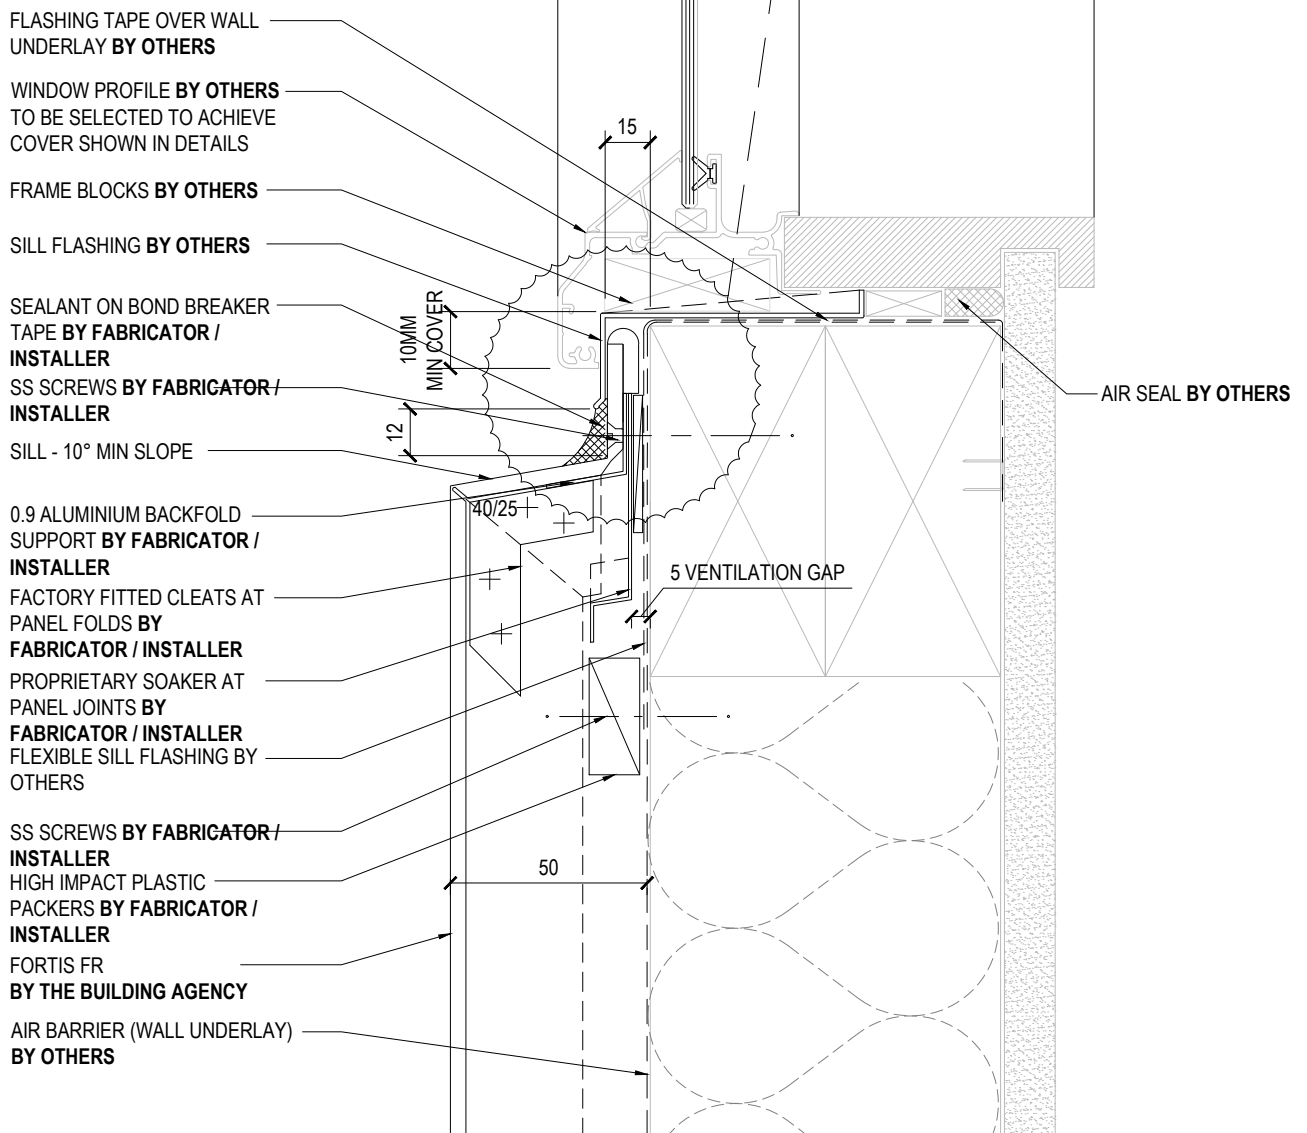 FLASHING TAPE OVER WALL
UNDERLAY BY OTHERS
WINDOW PROFILE BY OTHERS
TO BE SELECTED TO ACHIEVE
COVER SHOWN IN DETAILS
FRAME BLOCKS BY OTHERS
SILL FLASHING BY OTHERS
SEALANT ON BOND BREAKER
TAPE BY FABRICATOR /
INSTALLER
SS SCREWS BY FABRICATOR /
INSTALLER
SILL - 10° MIN SLOPE
0.9 ALUMINIUM BACKFOLD
SUPPORT BY FABRICATOR /
INSTALLER
FACTORY FITTED CLEATS AT
PANEL FOLDS BY
FABRICATOR / INSTALLER
PROPRIETARY SOAKER AT
PANEL JOINTS BY
FABRICATOR / INSTALLER
FLEXIBLE SILL FLASHING BY
OTHERS
SS SCREWS BY FABRICATOR /
INSTALLER
HIGH IMPACT PLASTIC
PACKERS BY FABRICATOR /
INSTALLER
FORTIS FR
BY THE BUILDING AGENCY
AIR BARRIER (WALL UNDERLAY)
BY OTHERS
15
10MM
MIN COVER
12
40/25
5 VENTILATION GAP
50
AIR SEAL BY OTHERS